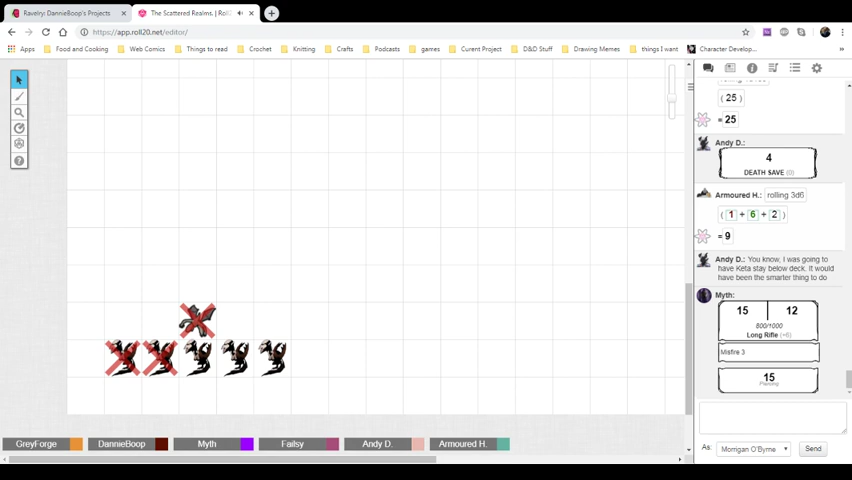 Ravelry: DannieBoop's Projects
The Scattered Realms. | Roll2
https://app.roll20.net/editor/
Apps
Food and Cooking
Web Comics
Things to read
Crochet
Knitting
Crafts
Podcasts
games
Curent Project
D&D Stuff
Drawing Memes
things I want
Character Develop...
(25)
= 25
Andy D.:
4
DEATH SAVE (0)
Armoured H.: rolling 3d6
(1 + 6 + 2)
= 9
Andy D.: You know, I was going to
have Keta stay below deck. It would
have been the smarter thing to do
Myth:
15 12
800/1000
Long Rifle (+6)
Misfire 3
15
Piercing
GreyForge
DannieBoop
Myth
Failsy
Andy D.
Armoured H.
As: Morrigan O'Byrne
Send